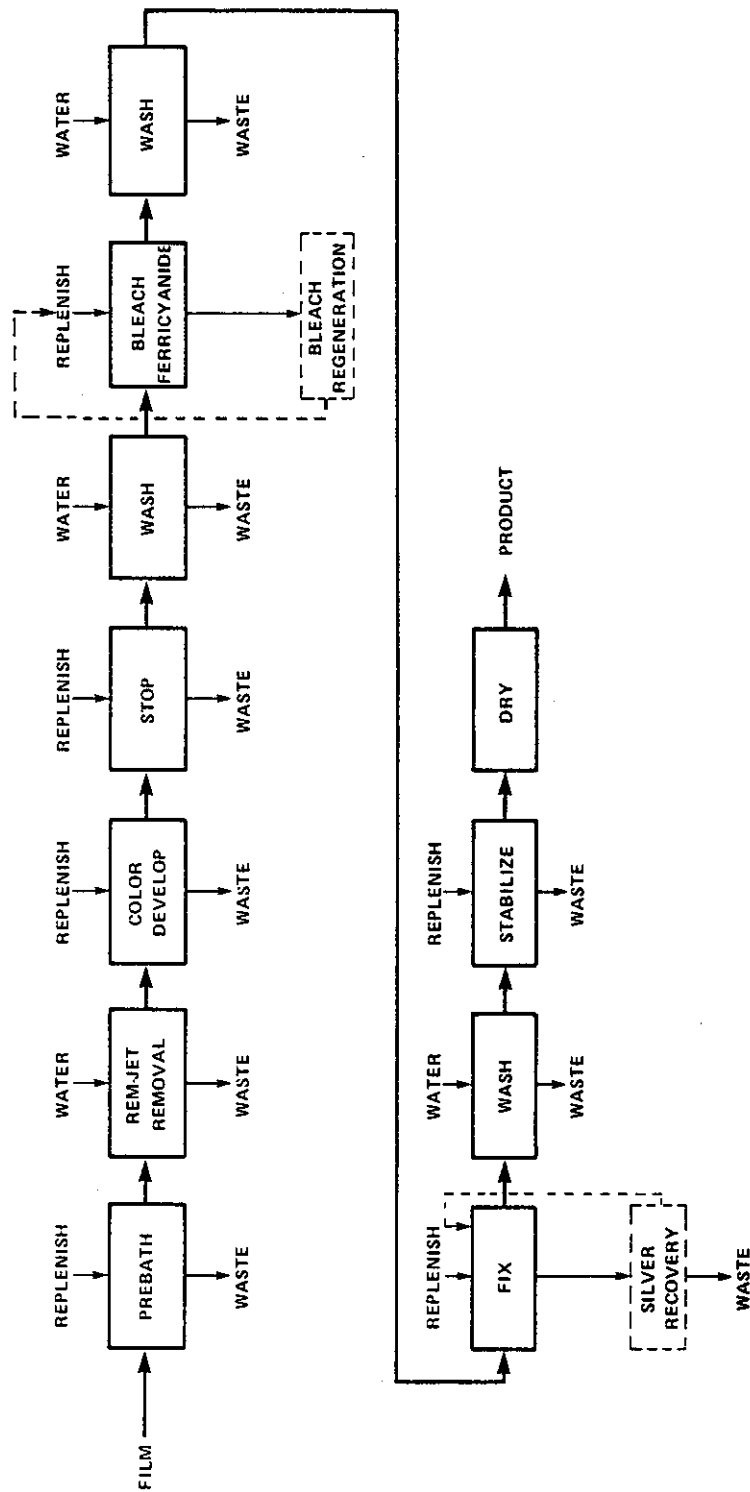 FILM
REPLENISH
PREBATH
WASTE
WATER
REM-JET
REMOVAL
WASTE
REPLENISH
COLOR
DEVELOP
WASTE
REPLENISH
STOP
WASTE
WATER
WASH
WASTE
REPLENISH
BLEACH
FERRICYANIDE
BLEACH
REGENERATION
WATER
WASH
WASTE
REPLENISH
FIX
SILVER
RECOVERY
WASTE
WATER
WASH
WASTE
REPLENISH
STABILIZE
WASTE
DRY
PRODUCT